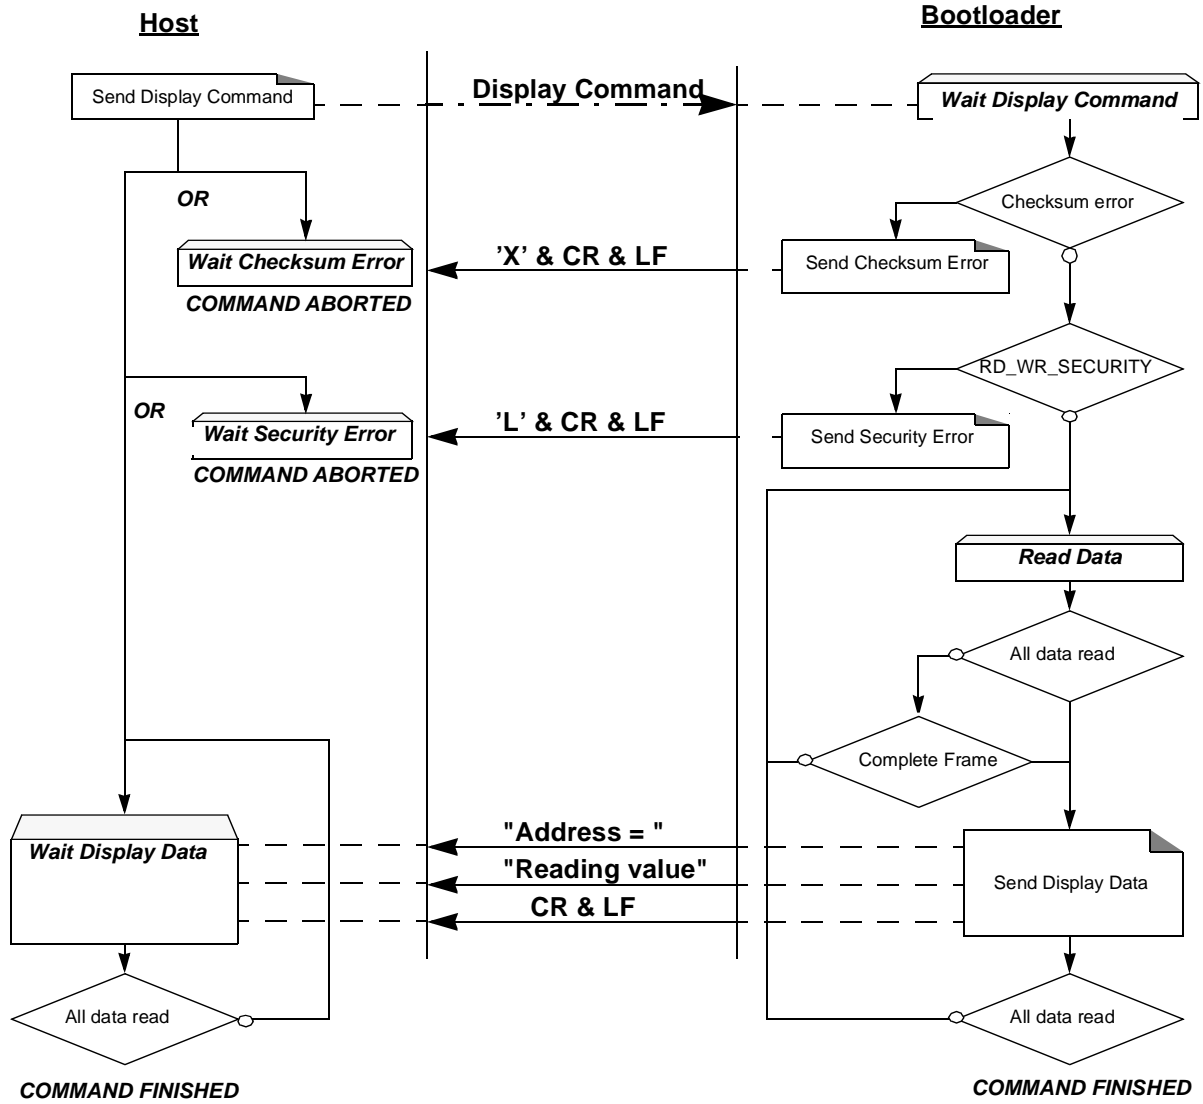 Host
Bootloader
Send Display Command
Display Command
Wait Display Command
OR
Checksum error
Wait Checksum Error
’X’ & CR & LF
Send Checksum Error
COMMAND ABORTED
RD_WR_SECURITY
OR
Wait Security Error
’L’ & CR & LF
Send Security Error
COMMAND ABORTED
Read Data
All data read
Complete Frame
Wait Display Data
"Address = "
"Reading value"
CR & LF
Send Display Data
All data read
All data read
COMMAND FINISHED
COMMAND FINISHED